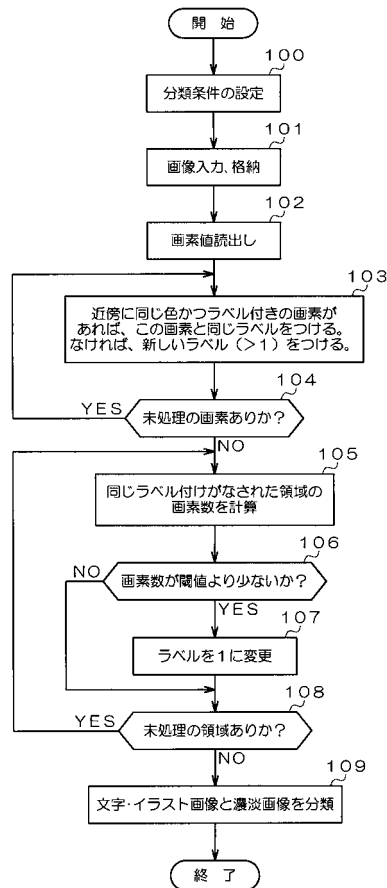 開 始
100
分類条件の設定
101
画像入力、格納
102
画素値読出し
103
近傍に同じ色かつラベル付きの画素が
あれば、この画素と同じラベルをつける。
なければ、新しいラベル（＞1）をつける。
104
YES
未処理の画素ありか？
NO
105
同じラベル付けがなされた領域の
画素数を計算
106
NO
画素数が閾値より少ないか？
YES
107
ラベルを1に変更
108
YES
未処理の領域ありか？
NO
109
文字・イラスト画像と濃淡画像を分類
終 了